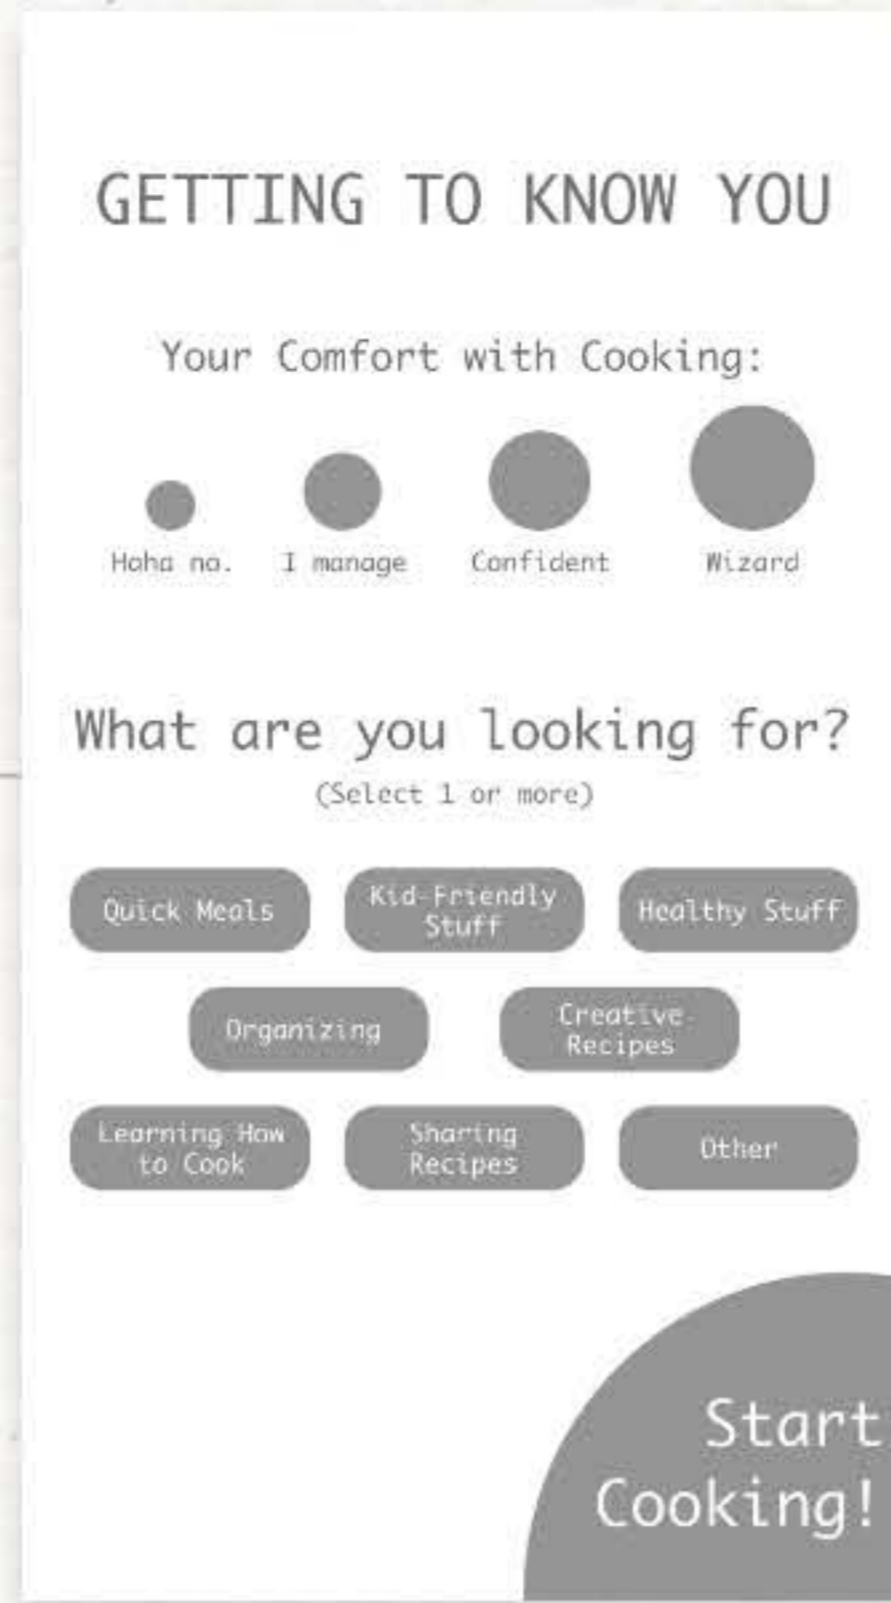 GETTING TO KNOW YOU
Your Comfort with Cooking:
Haha no. I manage Confident Wizard
What are you looking for?
(Select 1 or more)
Quick Meals
Kid-Friendly
Stuff
Healthy Stuff
Organizing
Creative
Recipes
Learning How
to Cook
Sharing
Recipes
Other
Start
Cooking!